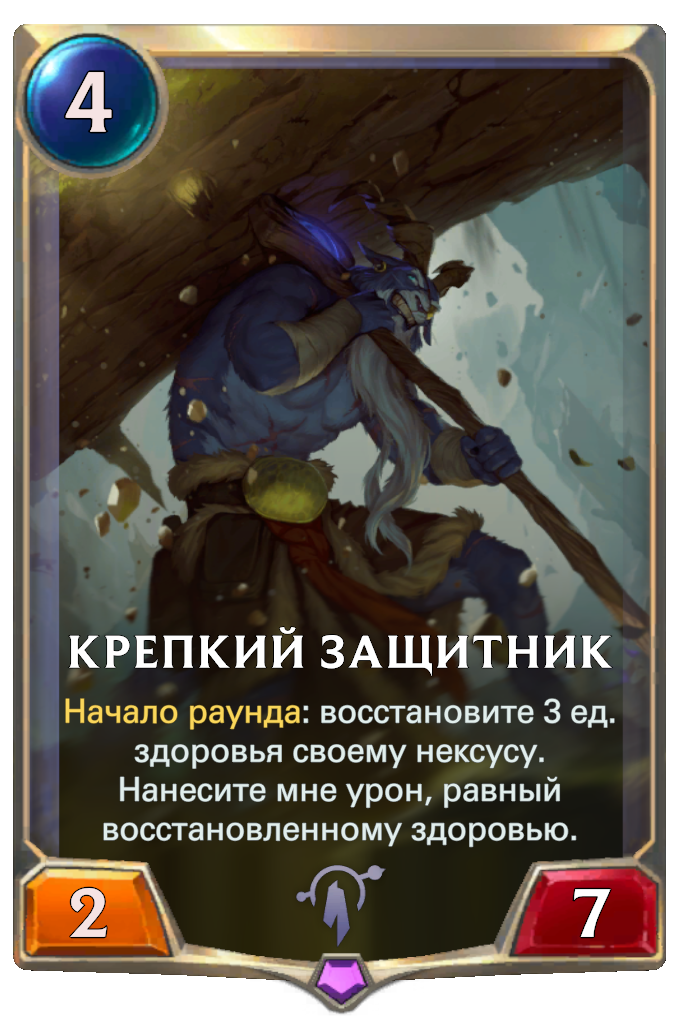 4
КРЕПКИЙ ЗАЩИТНИК
Начало раунда: восстановите 3 ед.
здоровья своему нексусу.
Нанесите мне урон, равный
восстановленному здоровью.
2
7